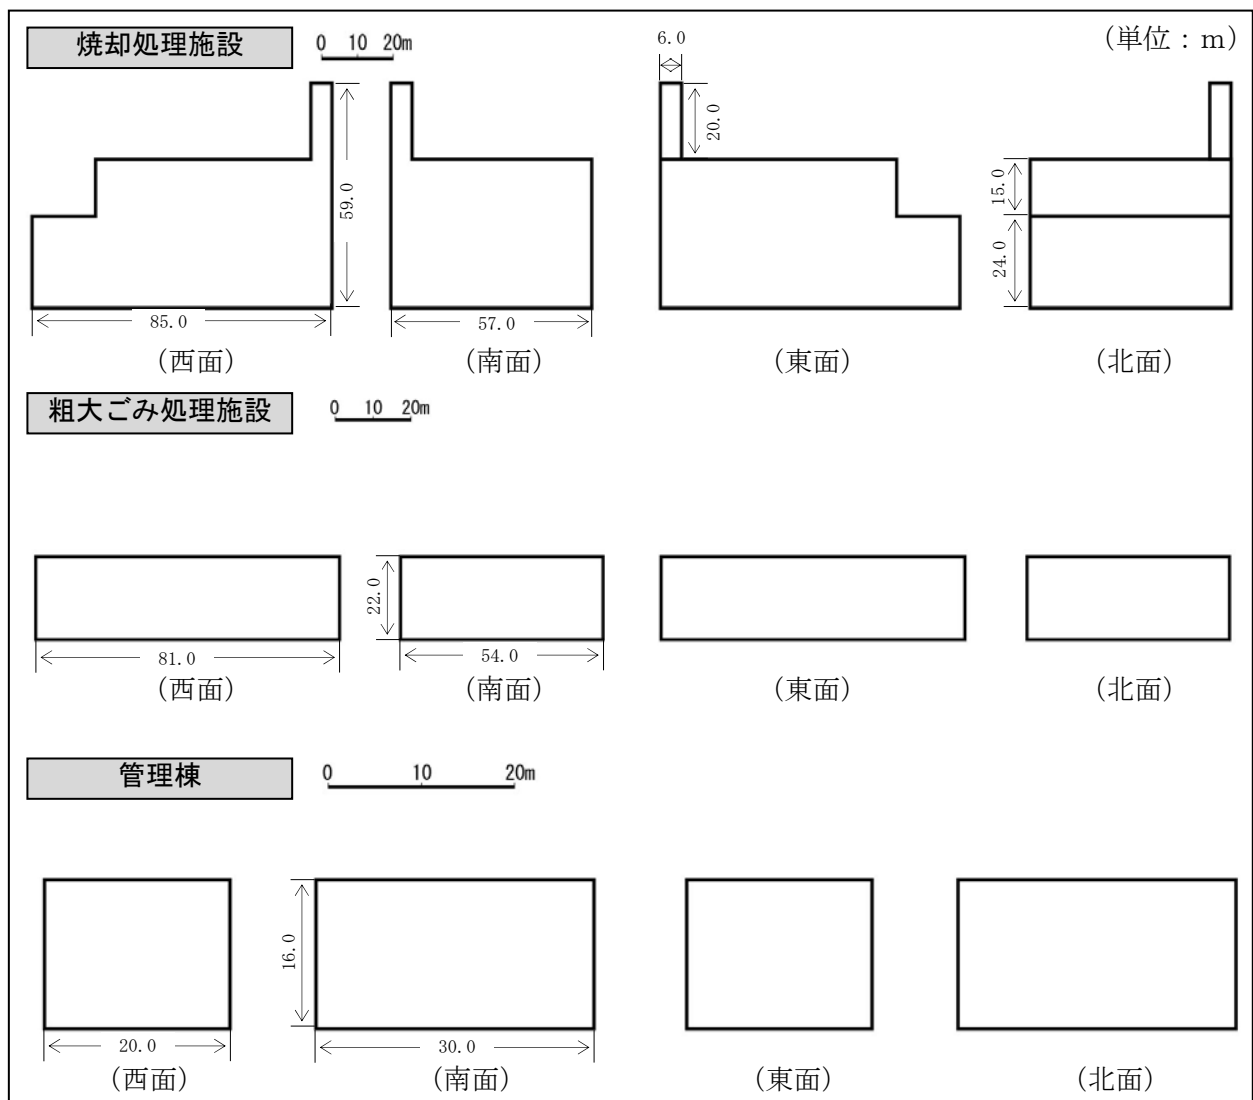 焼却処理施設
0 10 20m
(単位：m)
6.0
20.0
59.0
15.0
24.0
85.0
57.0
(西面)
(南面)
(東面)
(北面)
粗大ごみ処理施設
0 10 20m
22.0
81.0
54.0
(西面)
(南面)
(東面)
(北面)
管理棟
0 10 20m
16.0
20.0
30.0
(西面)
(南面)
(東面)
(北面)